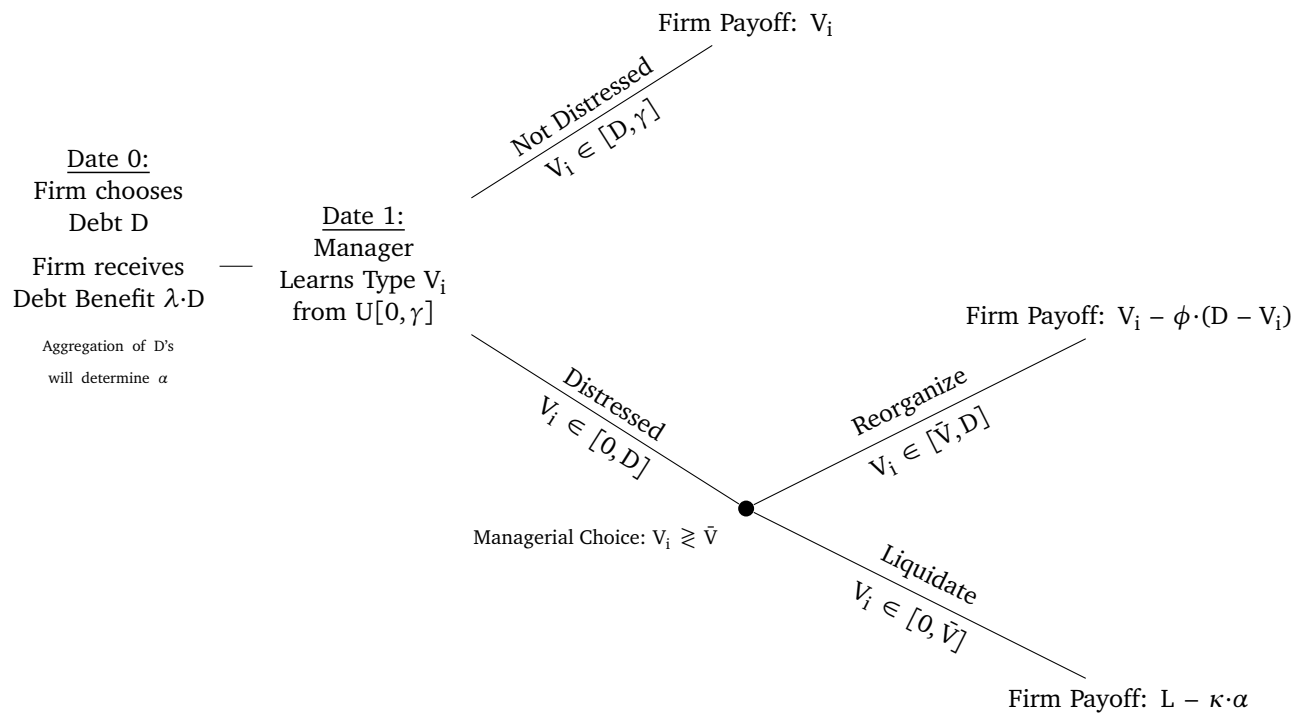 Firm Payoff: Vi
Not Distressed
Vi ∈ [D, γ]
Date 0:
Firm chooses
Debt D
Firm receives
Debt Benefit λ·D
Aggregation of D's
will determine α
Date 1:
Manager
Learns Type Vi
from U[0, γ]
Distressed
Vi ∈ [0, D]
Managerial Choice: Vi ≷ V̄
Firm Payoff: Vi – ϕ·(D – Vi)
Reorganize
Vi ∈ [V̄, D]
Liquidate
Vi ∈ [0, V̄]
Firm Payoff: L – κ·α